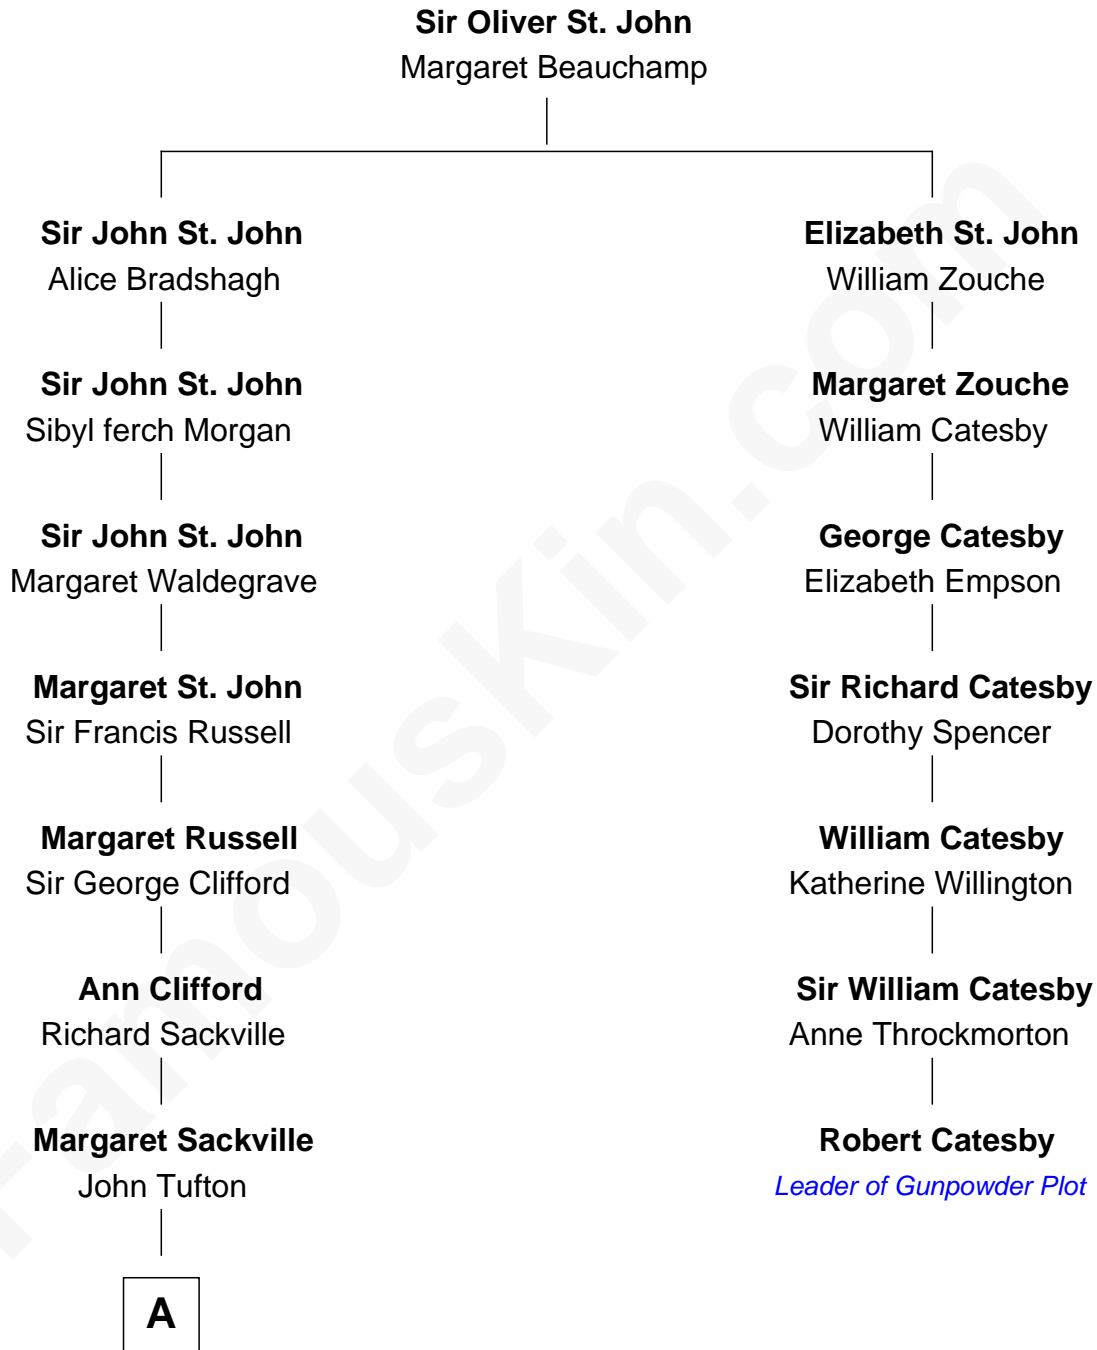 Sir Oliver St. John
Margaret Beauchamp
Sir John St. John
Alice Bradshagh
Elizabeth St. John
William Zouche
Sir John St. John
Sibyl ferch Morgan
Margaret Zouche
William Catesby
Sir John St. John
Margaret Waldegrave
George Catesby
Elizabeth Empson
Margaret St. John
Sir Francis Russell
Sir Richard Catesby
Dorothy Spencer
Margaret Russell
Sir George Clifford
William Catesby
Katherine Willington
Ann Clifford
Richard Sackville
Sir William Catesby
Anne Throckmorton
Margaret Sackville
John Tufton
Robert Catesby
Leader of Gunpowder Plot
A
FamousKin.com